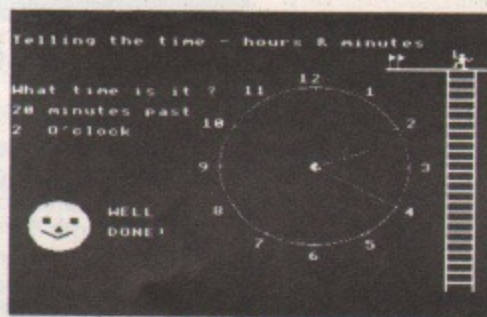 Telling the time - hours & minutes
What time is it ?
20 minutes past
2 O'clock
12
1
2
3
4
5
6
7
8
9
10
11
WELL
DONE!